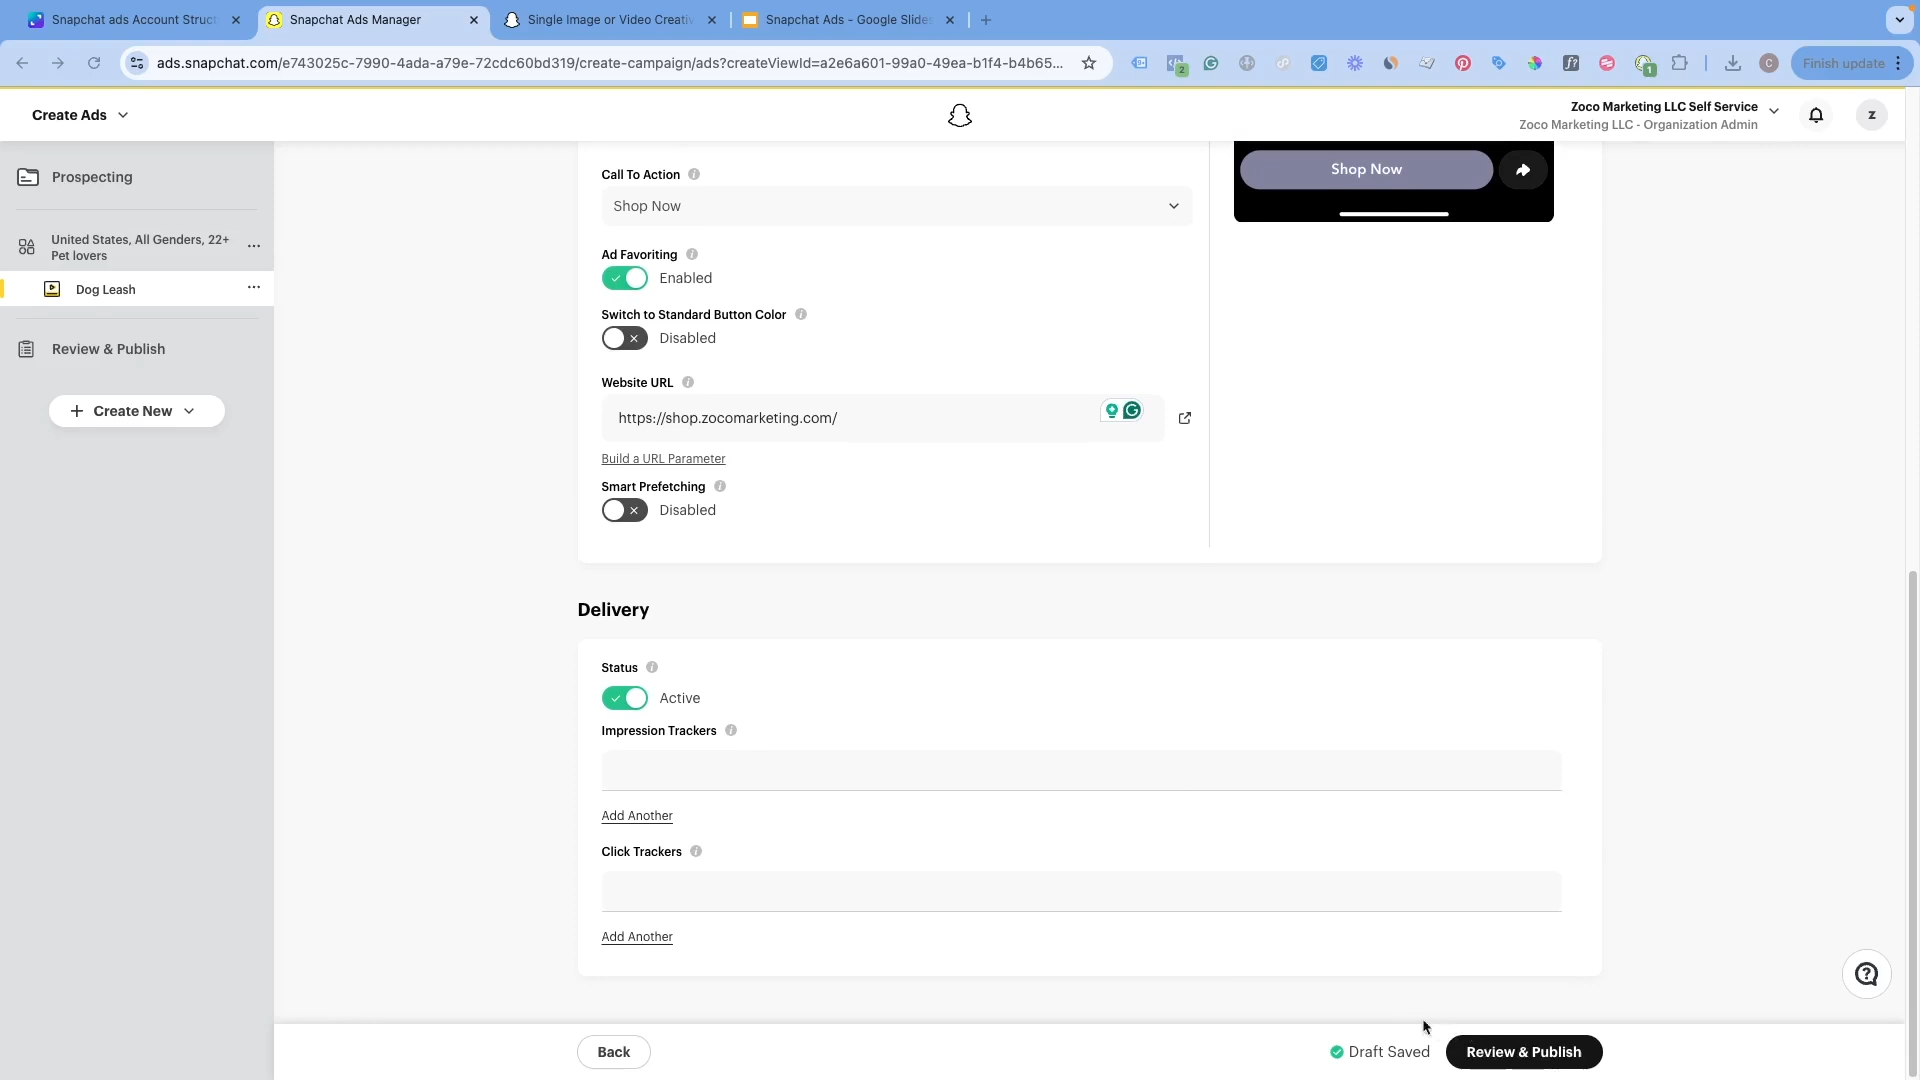 Snapchat ads Account Struct
Snapchat Ads Manager
Single Image or Video Creativ
Snapchat Ads - Google Slides
ads.snapchat.com/e743025c-7990-4ada-a79e-72cdc60bd319/create-campaign/ads?createViewId=a2e6a601-99a0-49ea-b1f4-b4b65...
2
f?
1
C
Finish update
Create Ads
Zoco Marketing LLC Self Service
Zoco Marketing LLC - Organization Admin
Z
Prospecting
United States, All Genders, 22+
Pet lovers
Dog Leash
Review & Publish
+ Create New
Call To Action
Shop Now
Shop Now
Ad Favoriting
Enabled
Switch to Standard Button Color
Disabled
Website URL
https://shop.zocomarketing.com/
Build a URL Parameter
Smart Prefetching
Disabled
Delivery
Status
Active
Impression Trackers
Add Another
Click Trackers
Add Another
Back
Draft Saved
Review & Publish